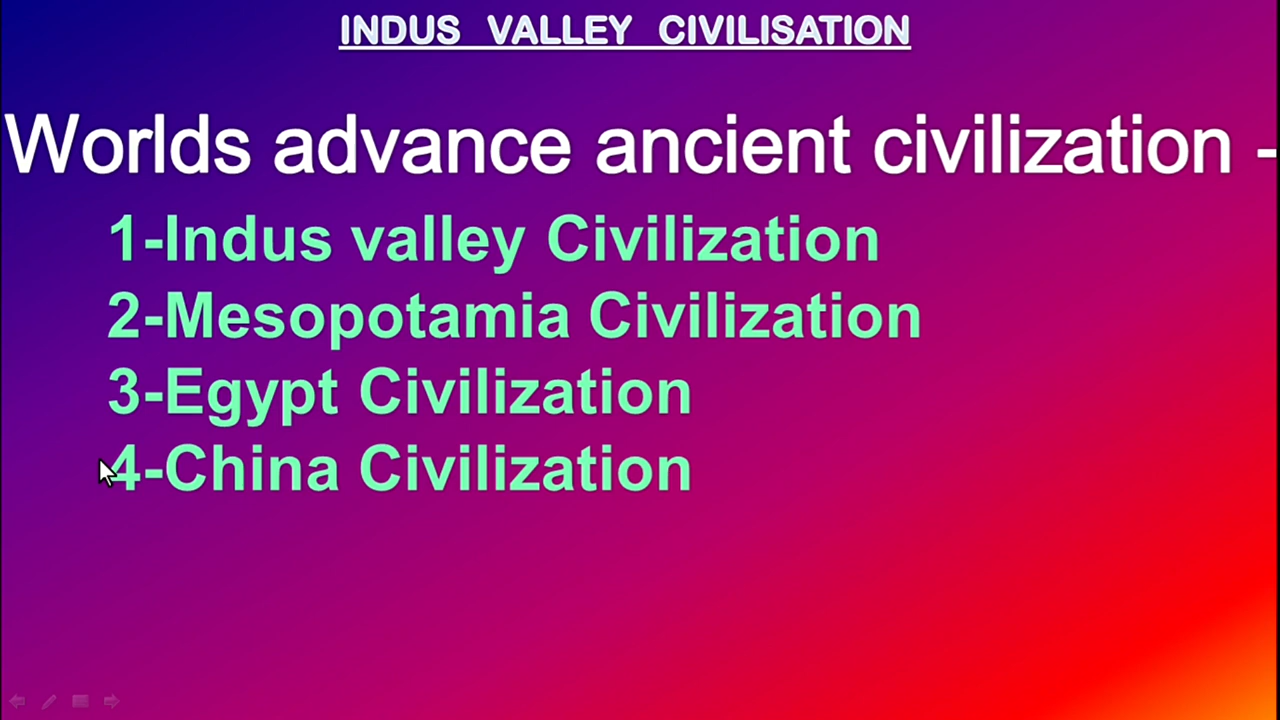 INDUS VALLEY CIVILISATION
Worlds advance ancient civilization -
1-Indus valley Civilization
2-Mesopotamia Civilization
3-Egypt Civilization
4-China Civilization